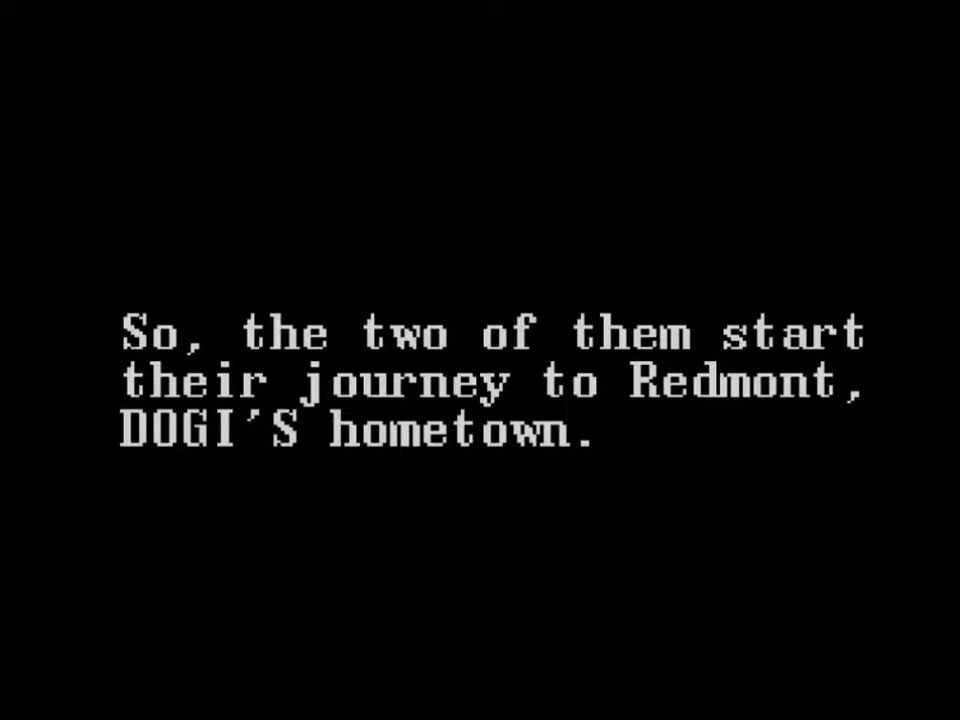 So, the two of them start
their journey to Redmont,
DOGI'S hometown.